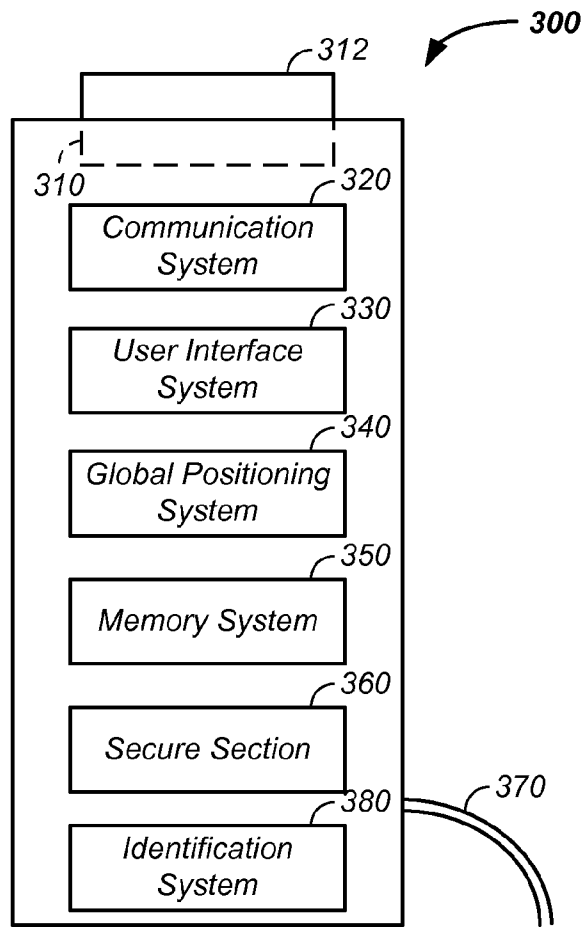 300
312
310
320
Communication
System
330
User Interface
System
340
Global Positioning
System
350
Memory System
360
Secure Section
370
380
Identification
System